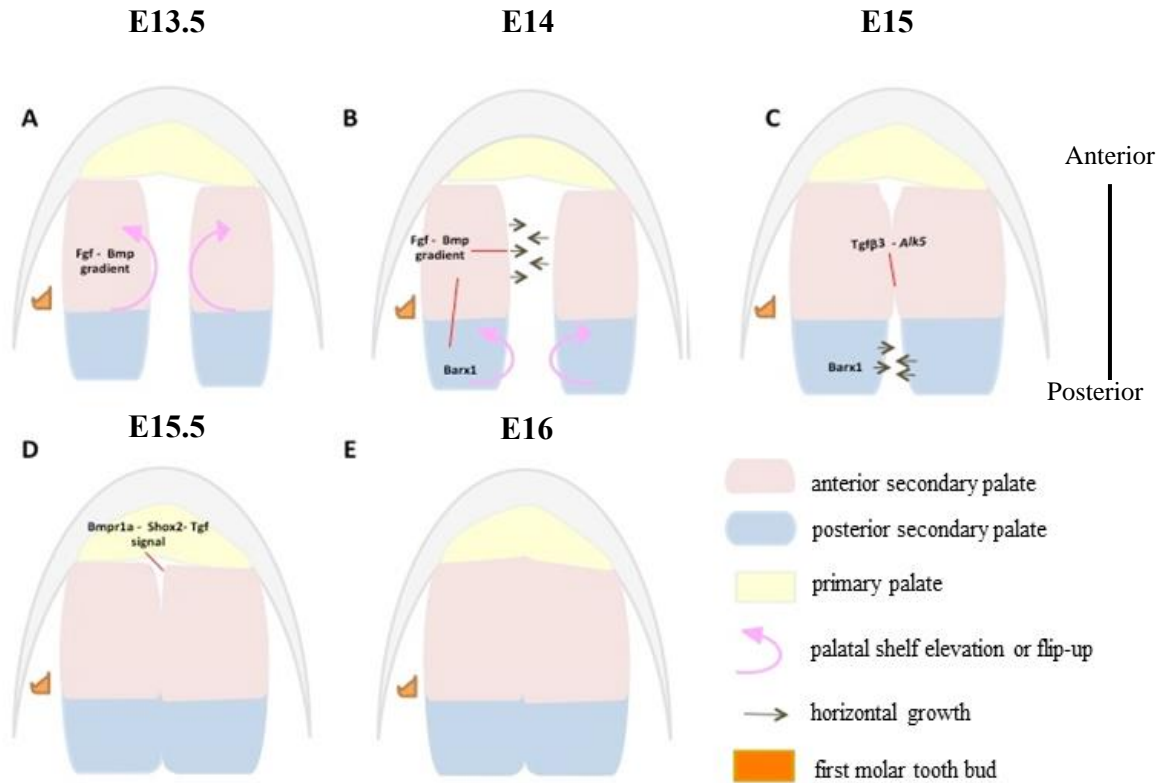 E13.5
E14
E15
A
B
C
Anterior
Fgf - Bmp
gradient
Fgf - Bmp
gradient
Tgfβ3 - Alk5
Barx1
Barx1
Posterior
E15.5
E16
D
E
Bmpr1a - Shox2- Tgf
signal
anterior secondary palate
posterior secondary palate
primary palate
palatal shelf elevation or flip-up
horizontal growth
first molar tooth bud